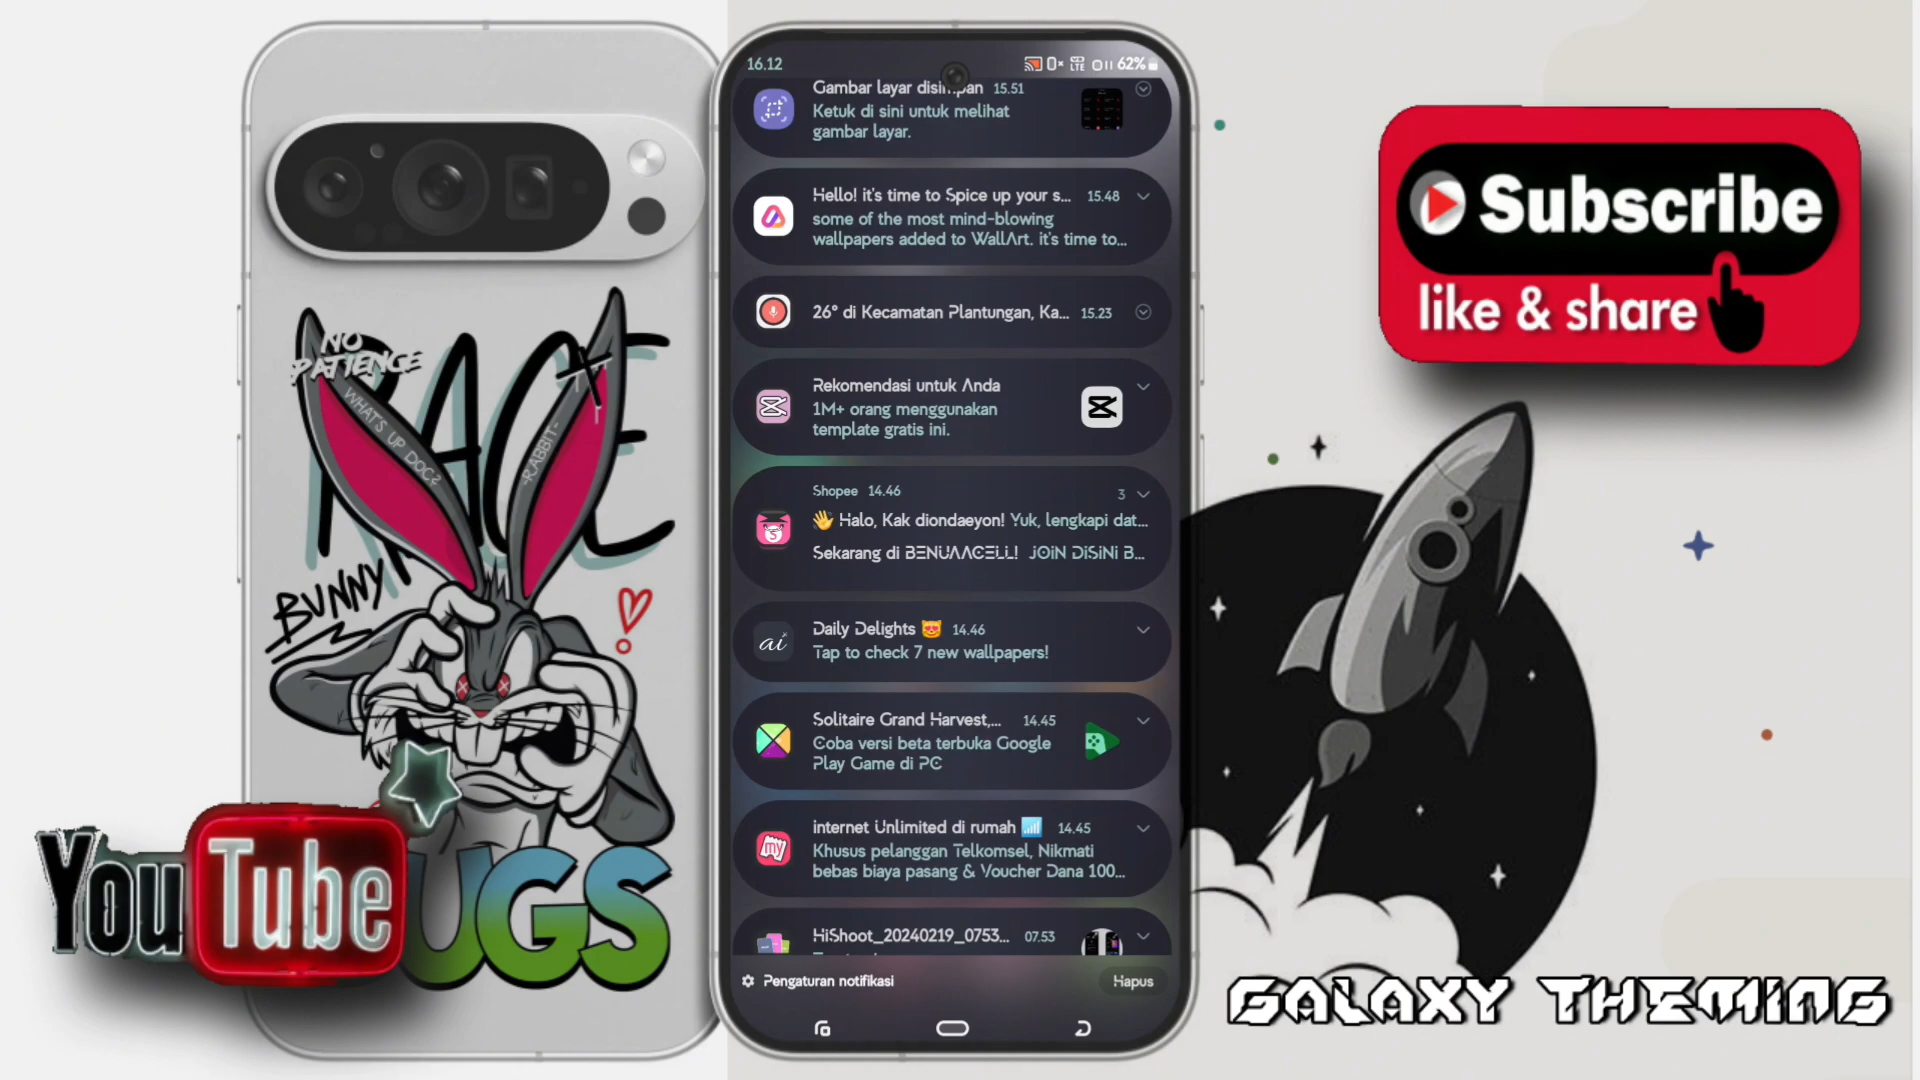 NO
PATIENCE
RAGE
WHAT'S UP DOC?
-RABBIT-
BUNNY
!
UGS
YouTube
16.12
LTE
62%
Gambar layar disimpan 15.51
Ketuk di sini untuk melihat
gambar layar.
Hello! it's time to Spice up your s... 15.48
some of the most mind-blowing
wallpapers added to WallArt. it's time to...
26° di Kecamatan Plantungan, Ka... 15.23
Rekomendasi untuk Anda
1M+ orang menggunakan
template gratis ini.
Shopee 14.46
3
👋 Halo, Kak diondaeyon! Yuk, lengkapi dat...
Sekarang di BENUAACELL! JOIN DISINI B...
ai
Daily Delights 😻 14.46
Tap to check 7 new wallpapers!
Solitaire Grand Harvest,... 14.45
Coba versi beta terbuka Google
Play Game di PC
my
internet Unlimited di rumah 📶 14.45
Khusus pelanggan Telkomsel, Nikmati
bebas biaya pasang & Voucher Dana 100...
HiShoot_20240219_0753... 07.53
Pengaturan notifikasi
Hapus
Subscribe
like & share
GALAXY THEMING